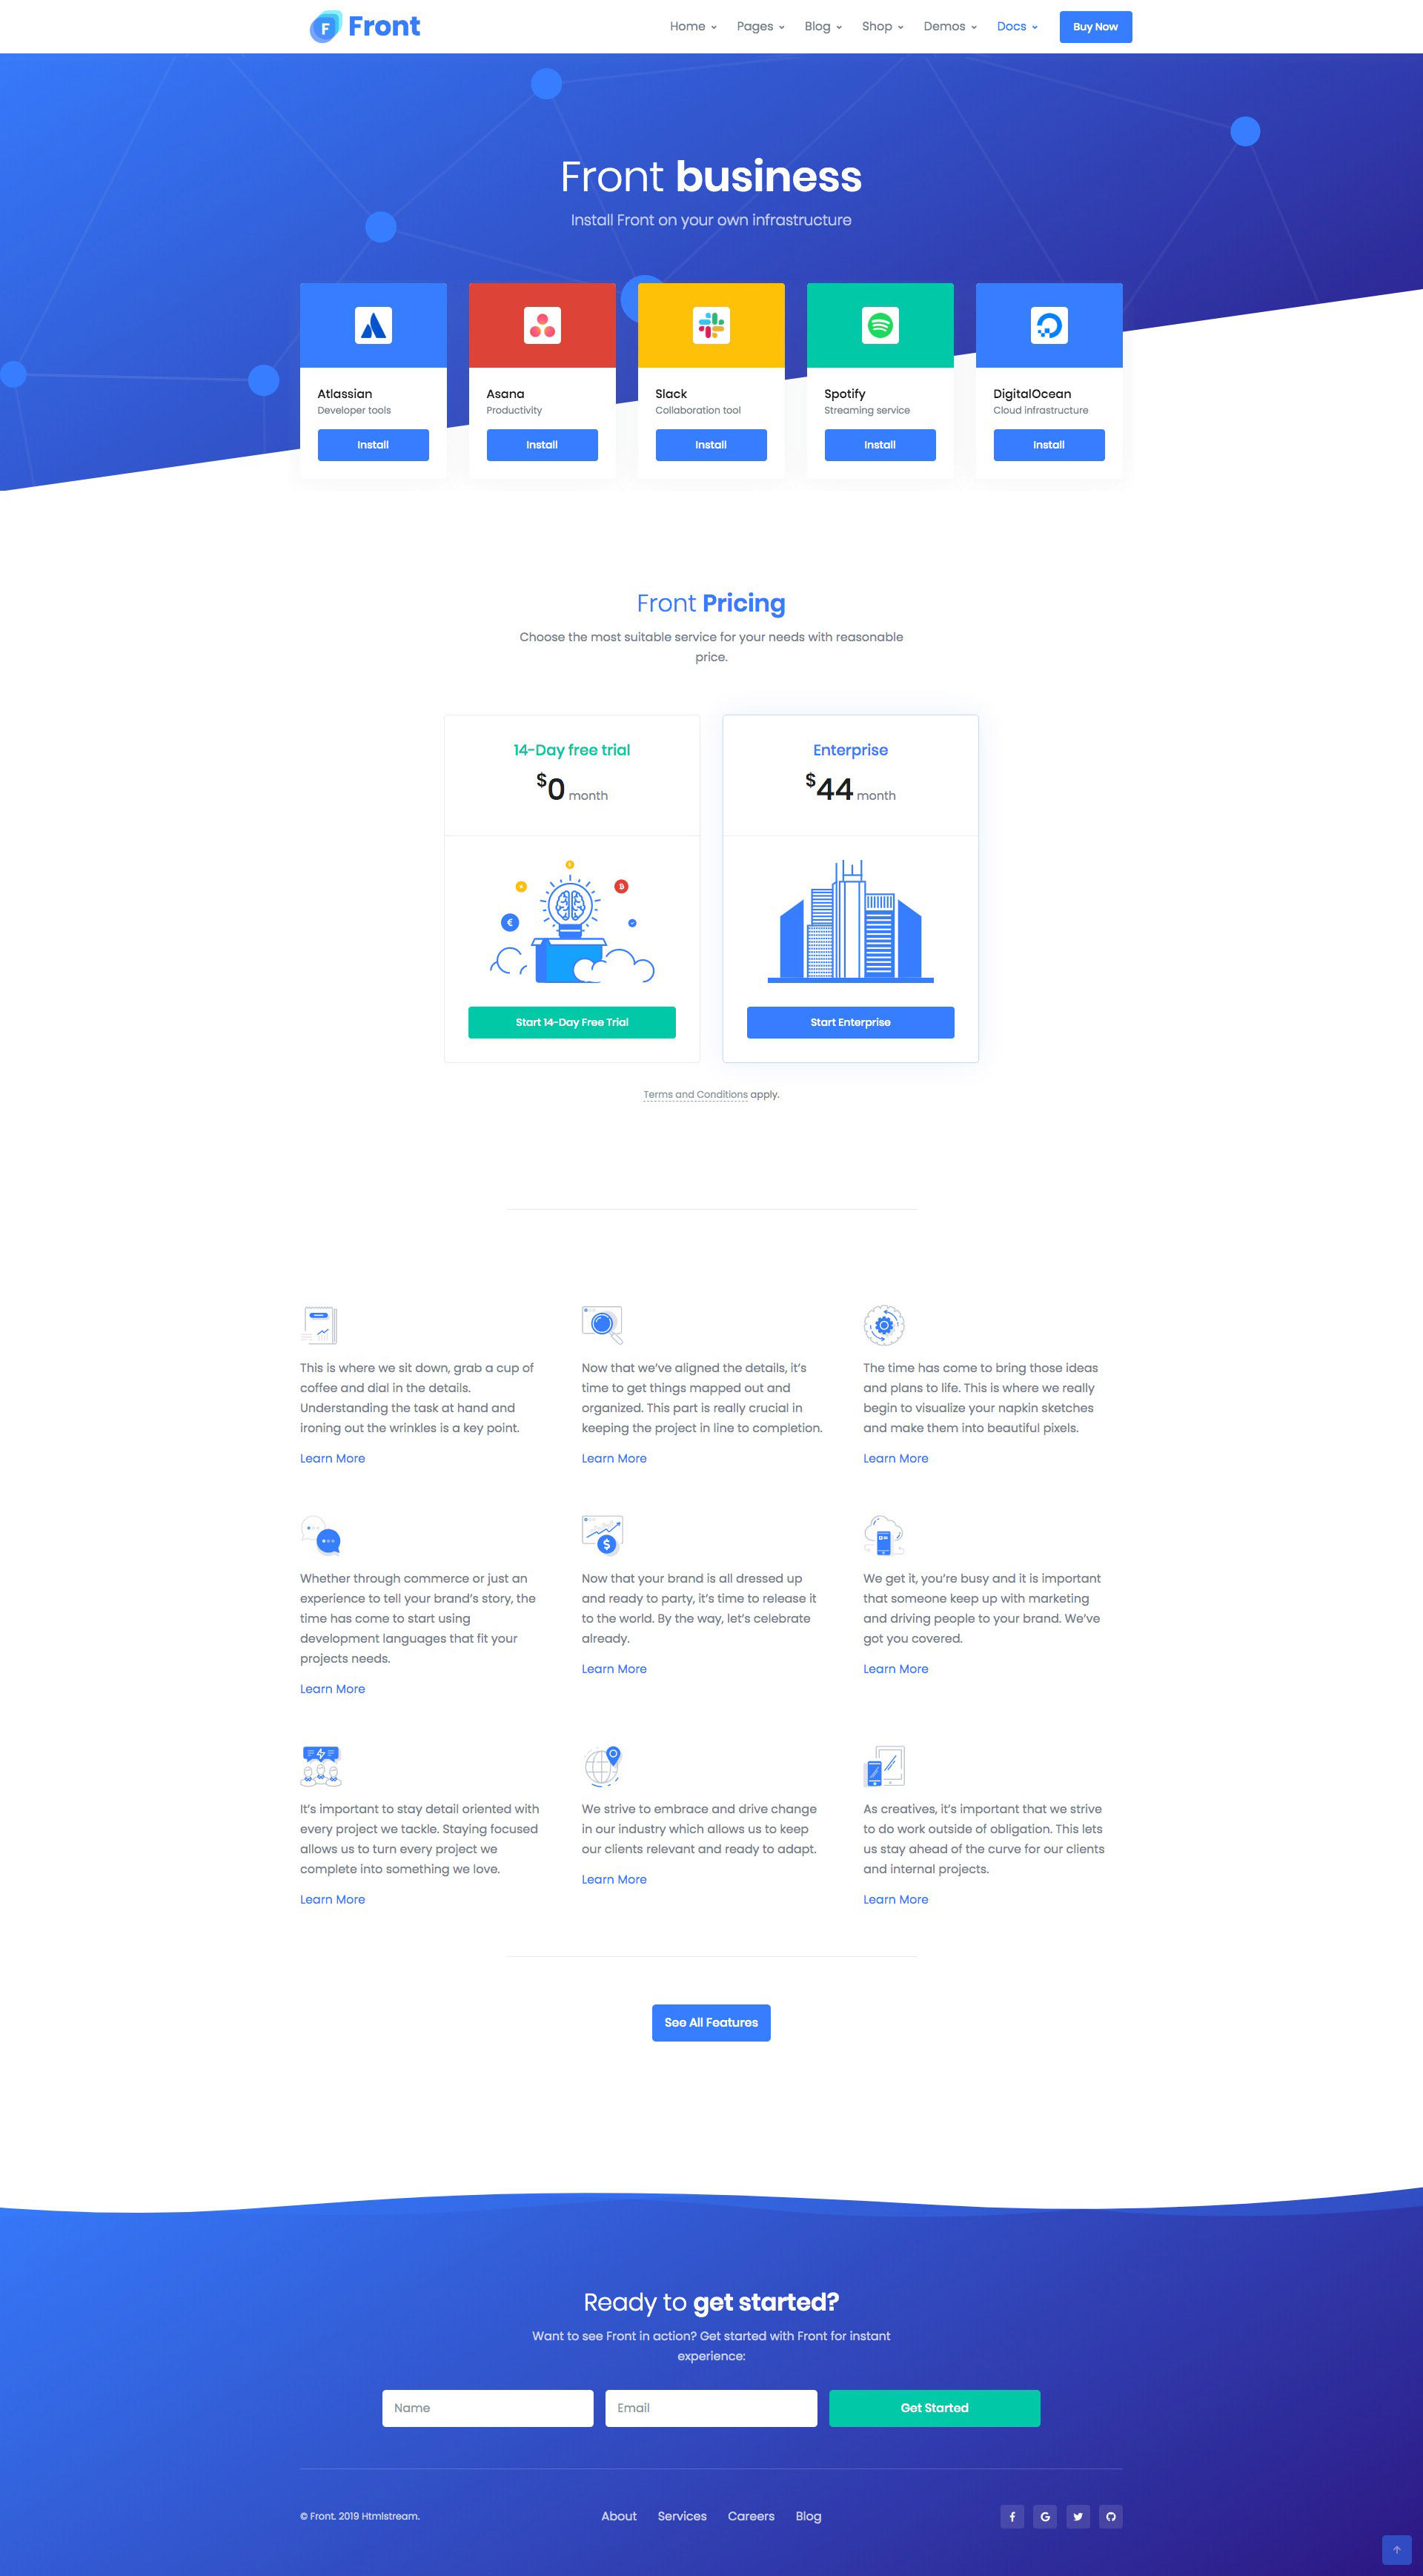 Front
Home Pages Blog Shop Demos Docs Buy Now
Front business
Install Front on your own infrastructure
Atlassian
Developer tools
Install
Asana
Productivity
Install
Slack
Collaboration tool
Install
Spotify
Streaming service
Install
DigitalOcean
Cloud infrastructure
Install
Front Pricing
Choose the most suitable service for your needs with reasonable
price.
14-Day free trial
$0 month
Start 14-Day Free Trial
Enterprise
$44 month
Start Enterprise
Terms and Conditions apply.
This is where we sit down, grab a cup of
coffee and dial in the details.
Understanding the task at hand and
ironing out the wrinkles is a key point.
Learn More
Now that we’ve aligned the details, it’s
time to get things mapped out and
organized. This part is really crucial in
keeping the project in line to completion.
Learn More
The time has come to bring those ideas
and plans to life. This is where we really
begin to visualize your napkin sketches
and make them into beautiful pixels.
Learn More
Whether through commerce or just an
experience to tell your brand’s story, the
time has come to start using
development languages that fit your
projects needs.
Learn More
Now that your brand is all dressed up
and ready to party, it’s time to release it
to the world. By the way, let’s celebrate
already.
Learn More
We get it, you’re busy and it is important
that someone keep up with marketing
and driving people to your brand. We’ve
got you covered.
Learn More
It’s important to stay detail oriented with
every project we tackle. Staying focused
allows us to turn every project we
complete into something we love.
Learn More
We strive to embrace and drive change
in our industry which allows us to keep
our clients relevant and ready to adapt.
Learn More
As creatives, it’s important that we strive
to do work outside of obligation. This lets
us stay ahead of the curve for our clients
and internal projects.
Learn More
See All Features
Ready to get started?
Want to see Front in action? Get started with Front for instant
experience:
Name
Email
Get Started
© Front. 2019 Htmlstream.
About Services Careers Blog